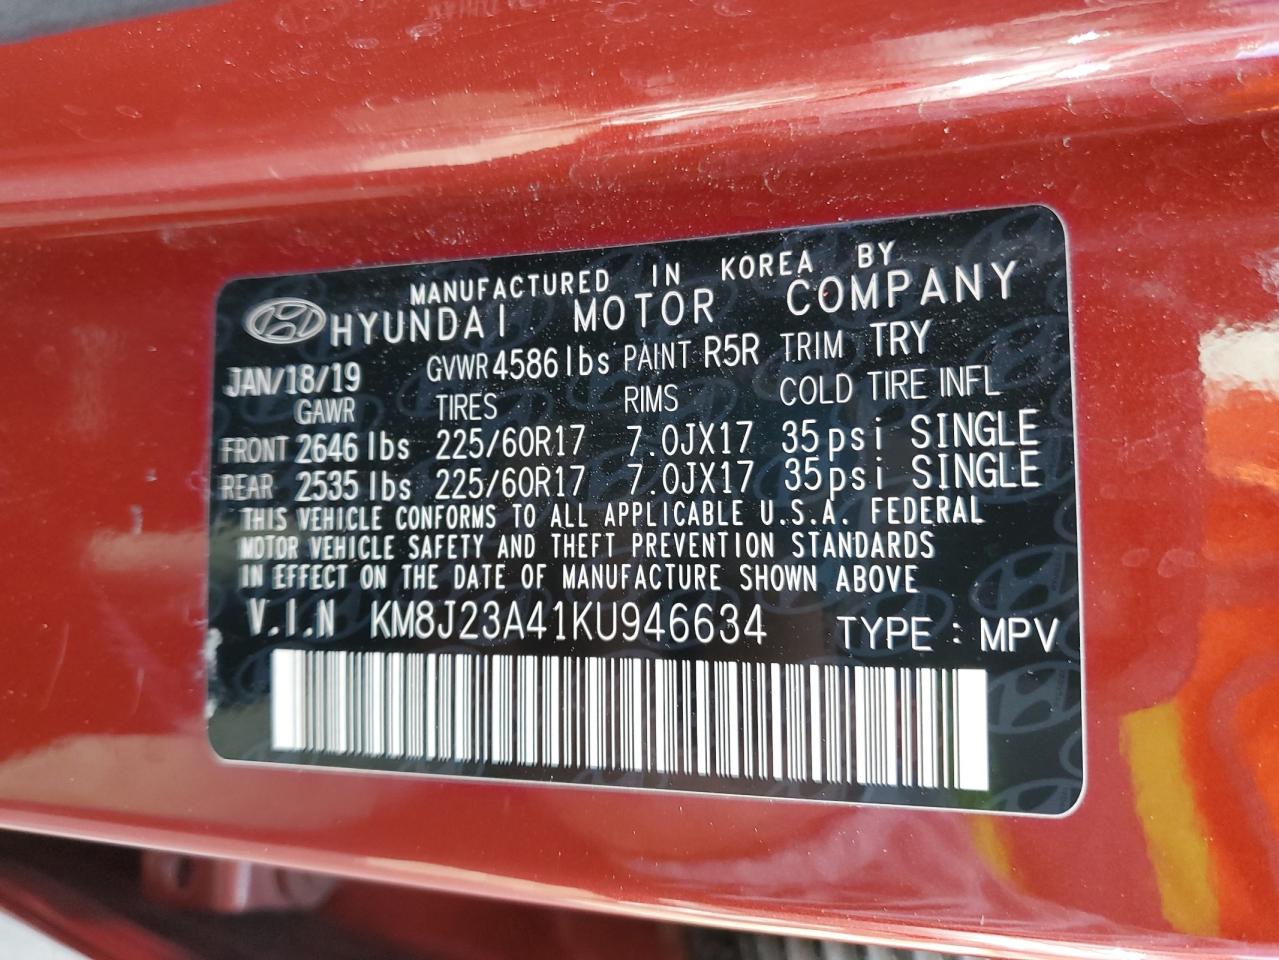 MANUFACTURED IN KOREA BY
HYUNDAI MOTOR COMPANY
JAN/18/19 GVWR 4586 lbs PAINT R5R TRIM TRY
GAWR TIRES RIMS COLD TIRE INFL
FRONT 2646 lbs 225/60R17 7.0JX17 35 psi SINGLE
REAR 2535 lbs 225/60R17 7.0JX17 35psi SINGLE
THIS VEHICLE CONFORMS TO ALL APPLICABLE U.S.A. FEDERAL
MOTOR VEHICLE SAFETY AND THEFT PREVENTION STANDARDS
IN EFFECT ON THE DATE OF MANUFACTURE SHOWN ABOVE
V.I.N KM8J23A41KU946634 TYPE : MPV